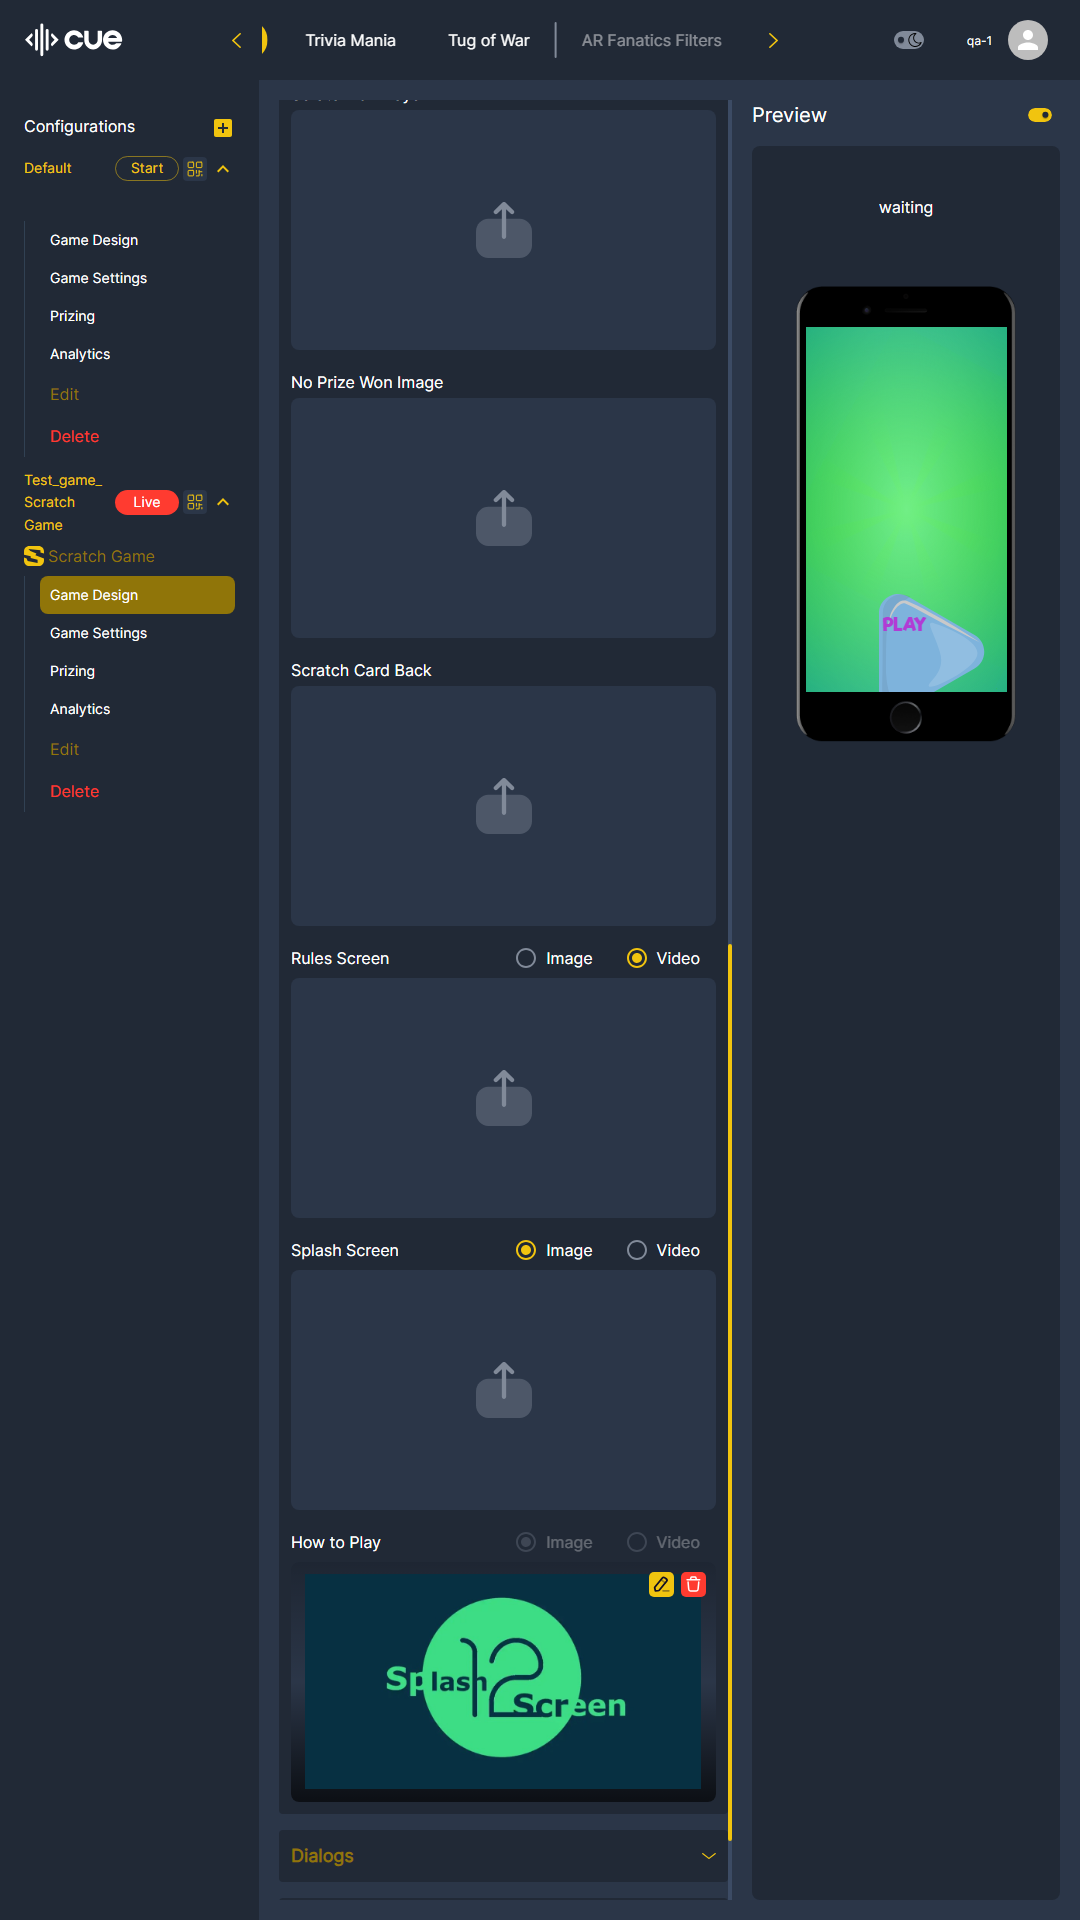 cue
Trivia Mania
Tug of War
AR Fanatics Filters
qa-1
Configurations
Default
Start
Game Design
Game Settings
Prizing
Analytics
Edit
Delete
Test_game_
Scratch
Game
Live
Scratch Game
Game Design
Game Settings
Prizing
Analytics
Edit
Delete
No Prize Won Image
Scratch Card Back
Rules Screen
Image
Video
Splash Screen
Image
Video
How to Play
Image
Video
Splash
12
Screen
Dialogs
Preview
waiting
PLAY